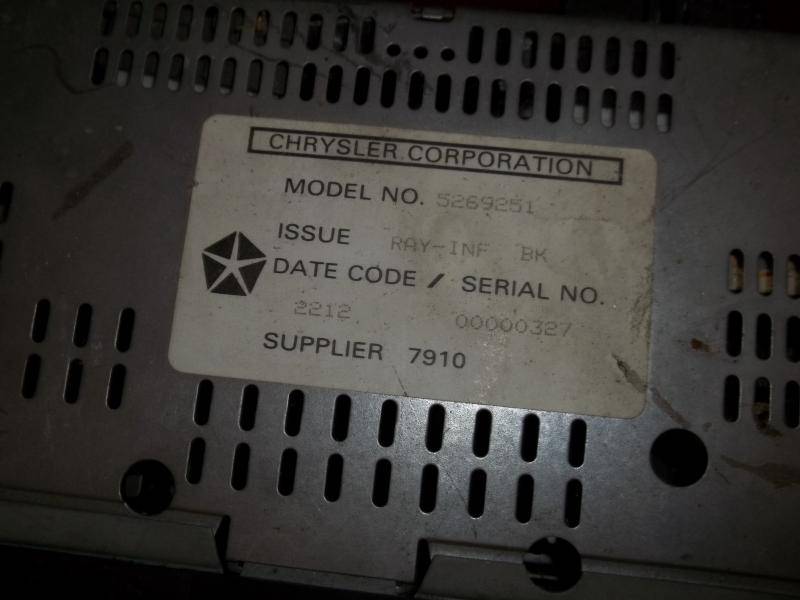 CHRYSLER CORPORATION
MODEL NO. 5269251
ISSUE RAY-INF BK
DATE CODE / SERIAL NO.
2212 00000327
SUPPLIER 7910